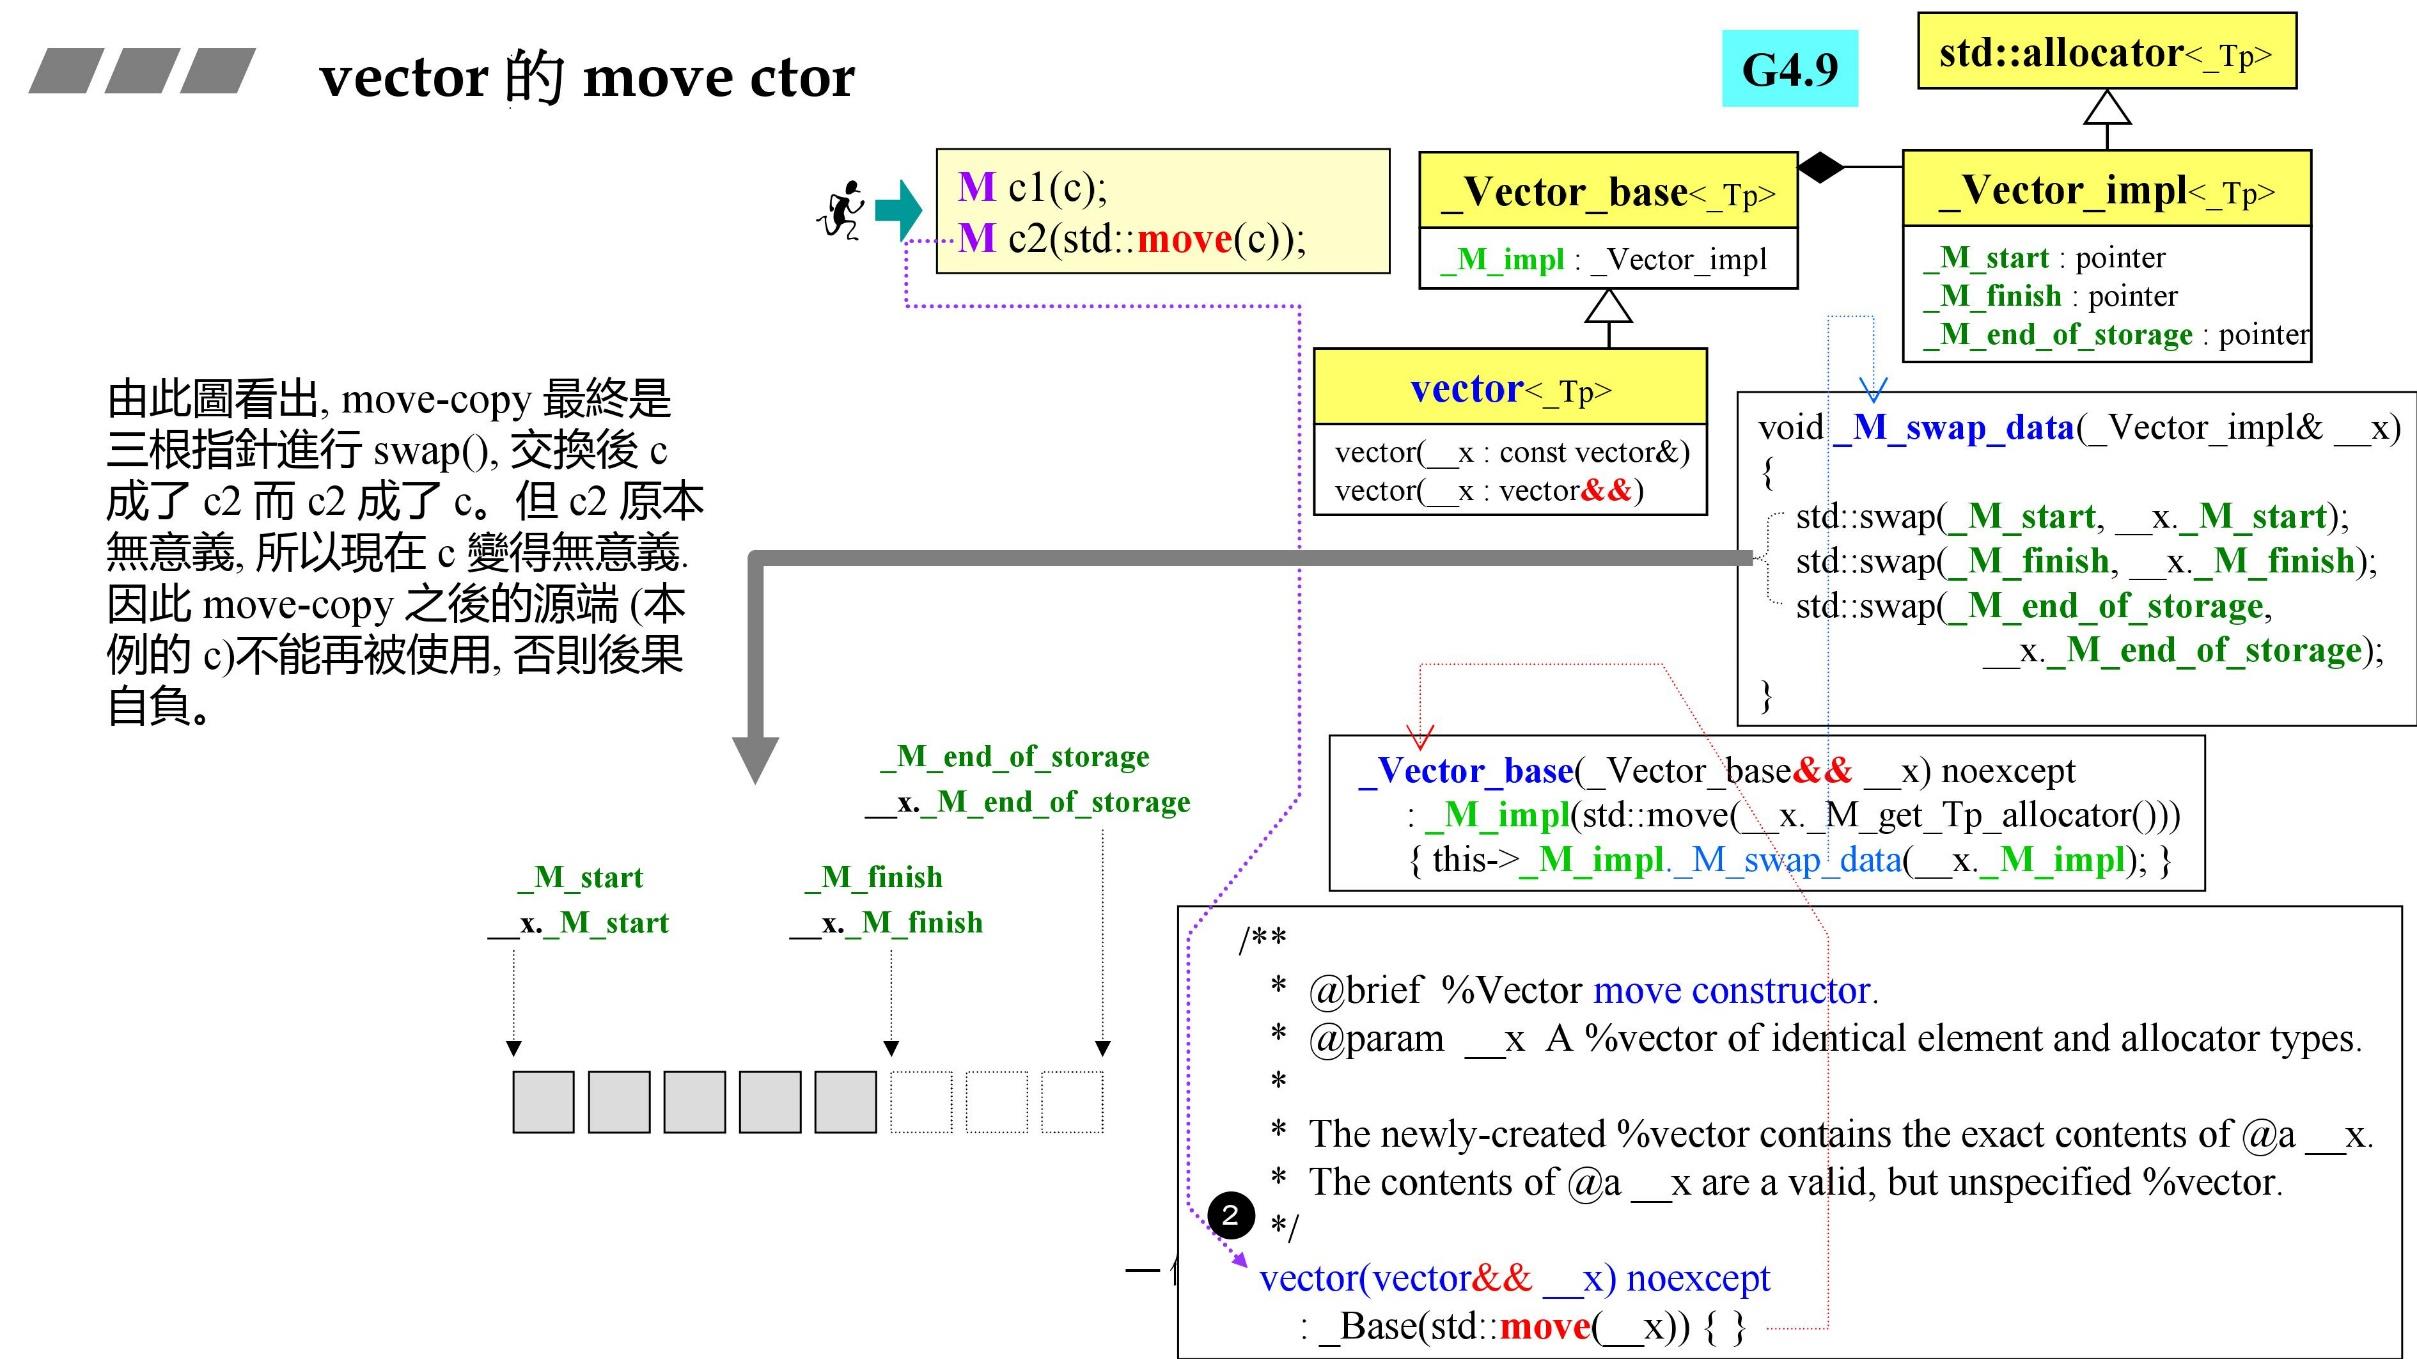 vector 的 move ctor
G4.9
std::allocator<_Tp>
M c1(c);
M c2(std::move(c));
_Vector_base<_Tp>
_M_impl : _Vector_impl
_Vector_impl<_Tp>
_M_start : pointer
_M_finish : pointer
_M_end_of_storage : pointer
vector<_Tp>
vector(__x : const vector&)
vector(__x : vector&&)
由此圖看出, move-copy 最終是
三根指針進行 swap(), 交換後 c
成了 c2 而 c2 成了 c。但 c2 原本
無意義, 所以現在 c 變得無意義.
因此 move-copy 之後的源端 (本
例的 c)不能再被使用, 否則後果
自負。
void _M_swap_data(_Vector_impl& __x)
{
std::swap(_M_start, __x._M_start);
std::swap(_M_finish, __x._M_finish);
std::swap(_M_end_of_storage,
__x._M_end_of_storage);
}
_Vector_base(_Vector_base&& __x) noexcept
: _M_impl(std::move(__x._M_get_Tp_allocator()))
{ this->_M_impl._M_swap_data(__x._M_impl); }
_M_end_of_storage
__x._M_end_of_storage
_M_start
__x._M_start
_M_finish
__x._M_finish
/**
* @brief %Vector move constructor.
* @param __x A %vector of identical element and allocator types.
*
* The newly-created %vector contains the exact contents of @a __x.
* The contents of @a __x are a valid, but unspecified %vector.
*/
2
vector(vector&& __x) noexcept
: _Base(std::move(__x)) { }